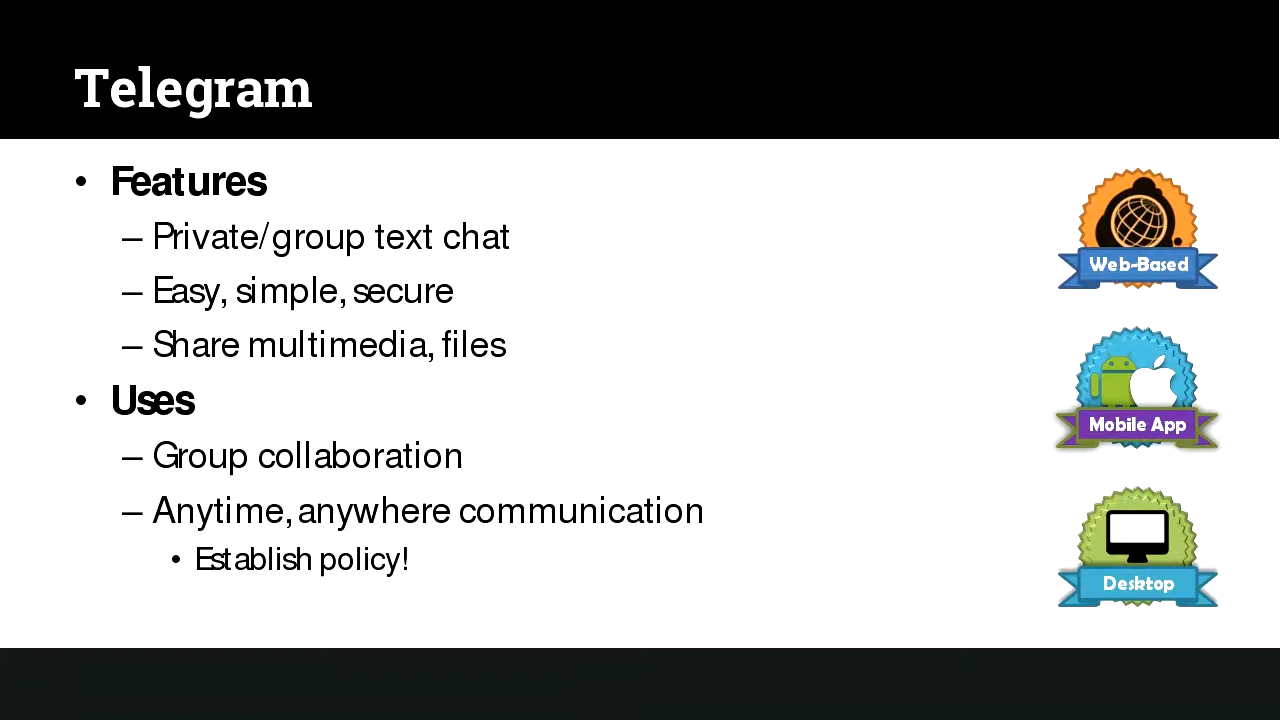 Telegram
• Features
– Private/group text chat
– Easy, simple, secure
– Share multimedia, files
• Uses
– Group collaboration
– Anytime, anywhere communication
• Establish policy!
Web-Based
Mobile App
Desktop